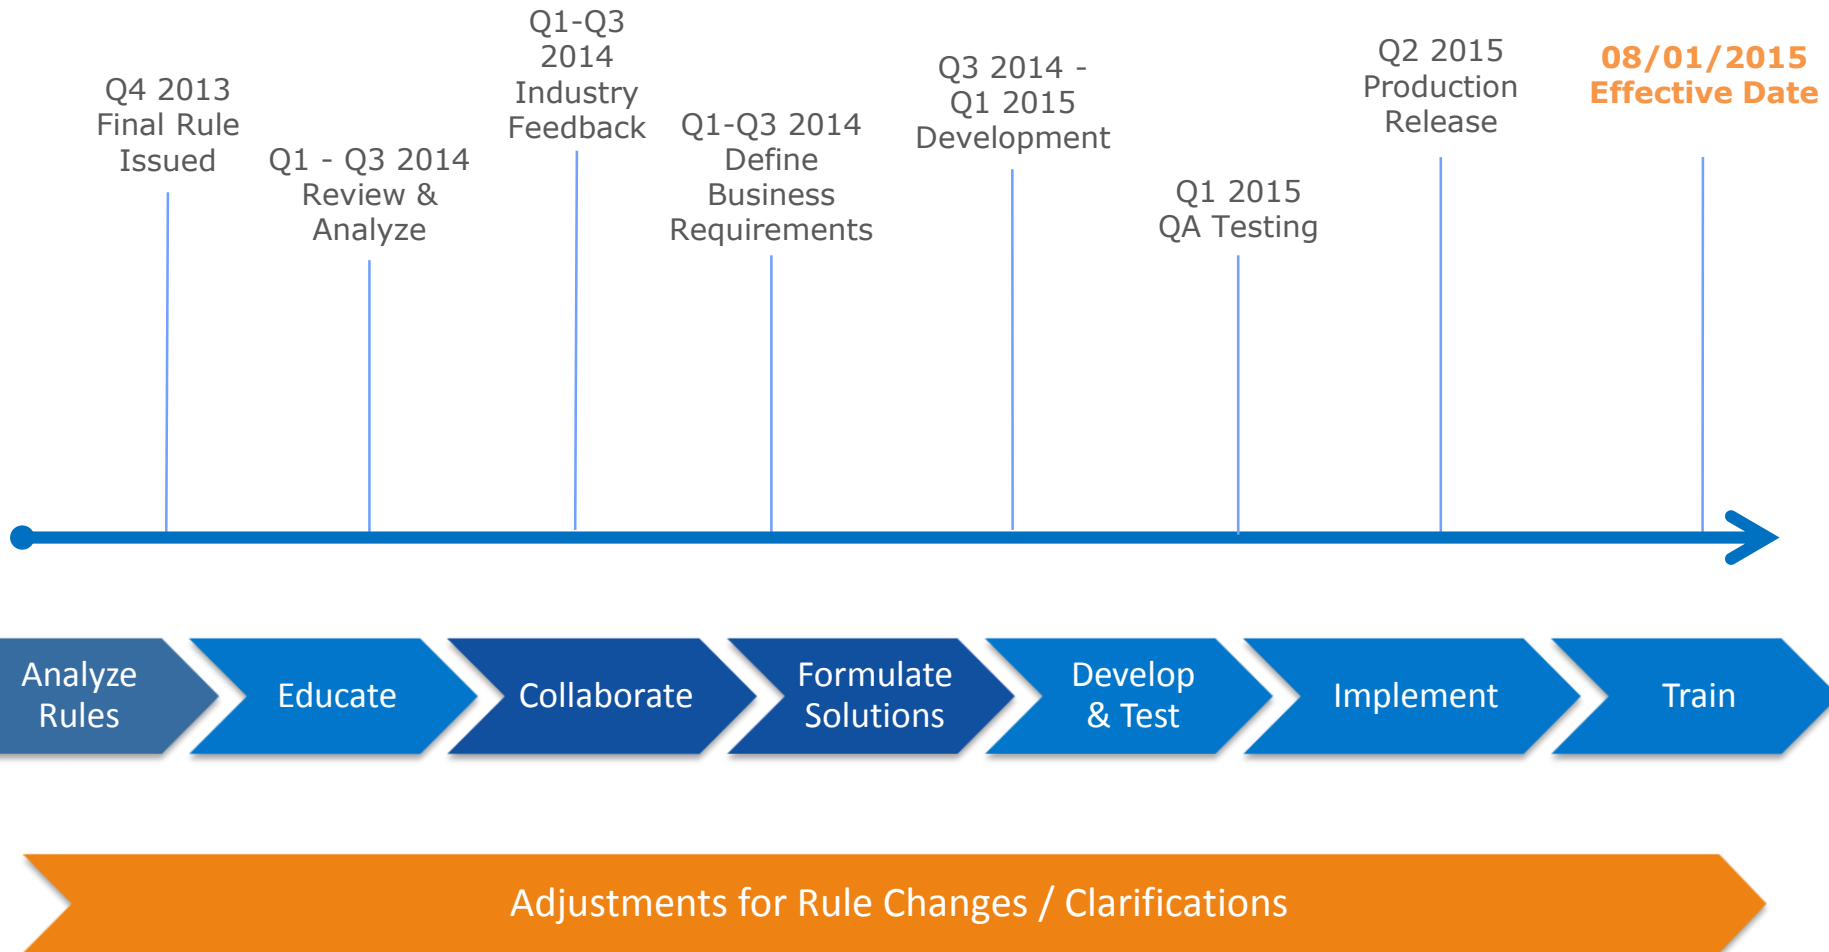 Q4 2013
Final Rule
Issued
Q1 - Q3 2014
Review &
Analyze
Q1-Q3
2014
Industry
Feedback
Q1-Q3 2014
Define
Business
Requirements
Q3 2014 -
Q1 2015
Development
Q1 2015
QA Testing
Q2 2015
Production
Release
08/01/2015
Effective Date
Analyze
Rules
Educate
Collaborate
Formulate
Solutions
Develop
& Test
Implement
Train
Adjustments for Rule Changes / Clarifications